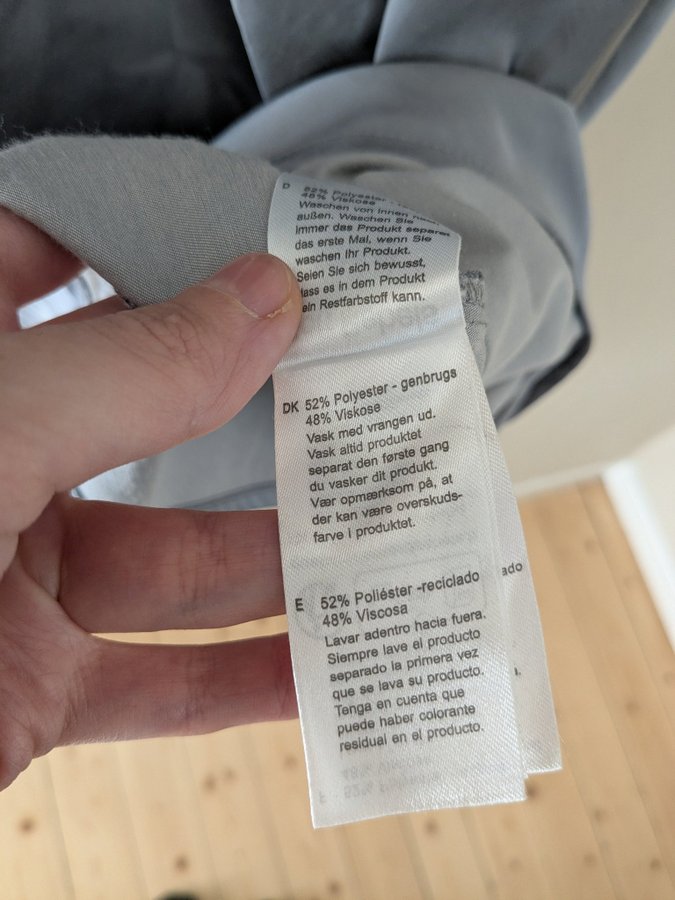 D 52% Polyester -
48% Viskose
Waschen von Innen nach
außen. Waschen Sie
immer das Produkt separat
das erste Mal, wenn Sie
waschen Ihr Produkt.
Seien Sie sich bewusst,
dass es in dem Produkt
ein Restfarbstoff kann.
DK 52% Polyester - genbrugs
48% Viskose
Vask med vrangen ud.
Vask altid produktet
separat den første gang
du vasker dit produkt.
Vær opmærksom på, at
der kan være overskuds-
farve i produktet.
E 52% Poliéster -reciclado
48% Viscosa
Lavar adentro hacia fuera.
Siempre lave el producto
separado la primera vez
que se lava su producto.
Tenga en cuenta que
puede haber colorante
residual en el producto.
ado